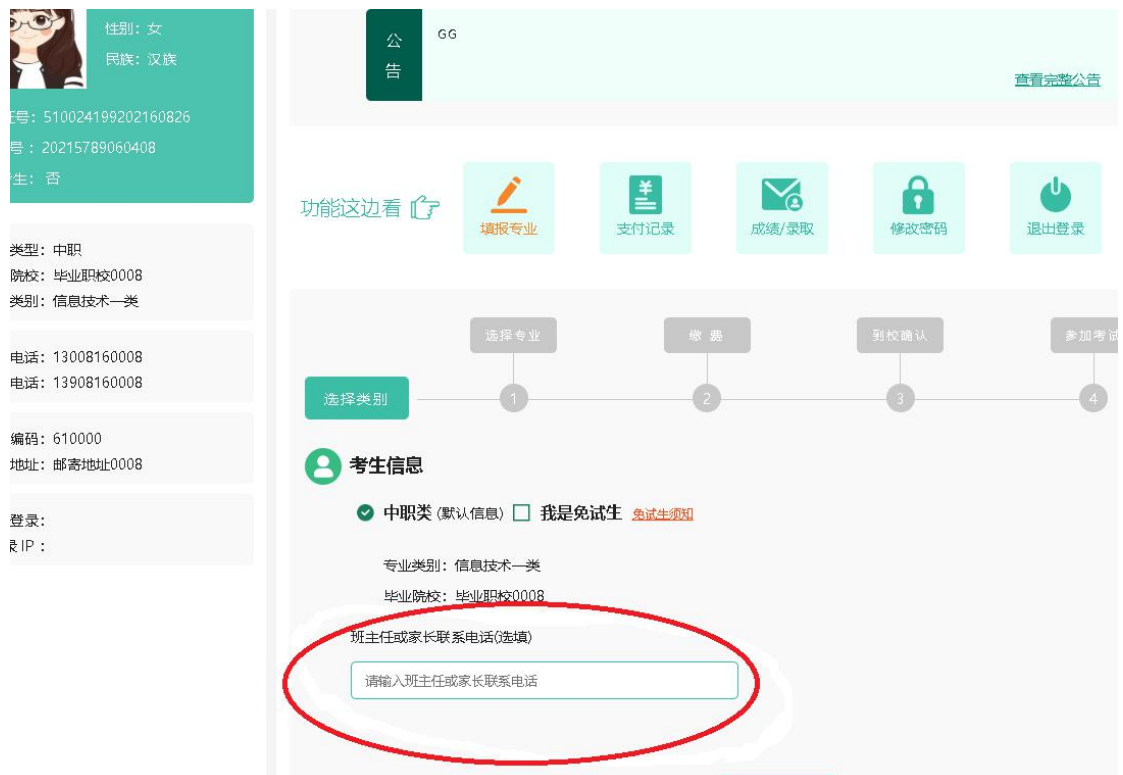 性别：女
民族：汉族
证号：510024199202160826
号：20215789060408
生：否
类型：中职
院校：毕业职校0008
类别：信息技术一类
电话：13008160008
电话：13908160008
编码：610000
地址：邮寄地址0008
登录：
录IP：
公告
GG
查看完整公告
功能这边看
填报专业
支付记录
成绩/录取
修改密码
退出登录
选择专业
缴 费
到校确认
参加考试
选择类别
1
2
3
4
考生信息
中职类 (默认信息) 我是免试生 免试生须知
专业类别：信息技术一类
毕业院校：毕业职校0008
班主任或家长联系电话(选填)
请输入班主任或家长联系电话